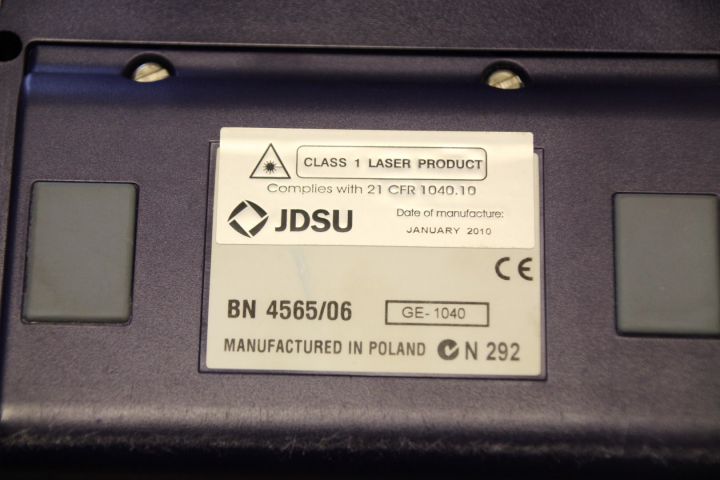 CLASS 1 LASER PRODUCT
Complies with 21 CFR 1040.10
JDSU
Date of manufacture:
JANUARY 2010
CE
BN 4565/06
GE-1040
MANUFACTURED IN POLAND N 292